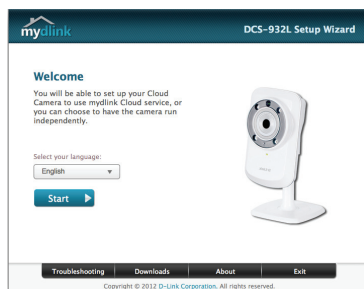 mydlink
DCS-932L Setup Wizard
Welcome
You will be able to set up your Cloud
Camera to use mydlink Cloud service, or
you can choose to have the camera run
independently.
Select your language:
English
Start
Troubleshooting Downloads About Exit
Copyright © 2012 D-Link Corporation. All rights reserved.